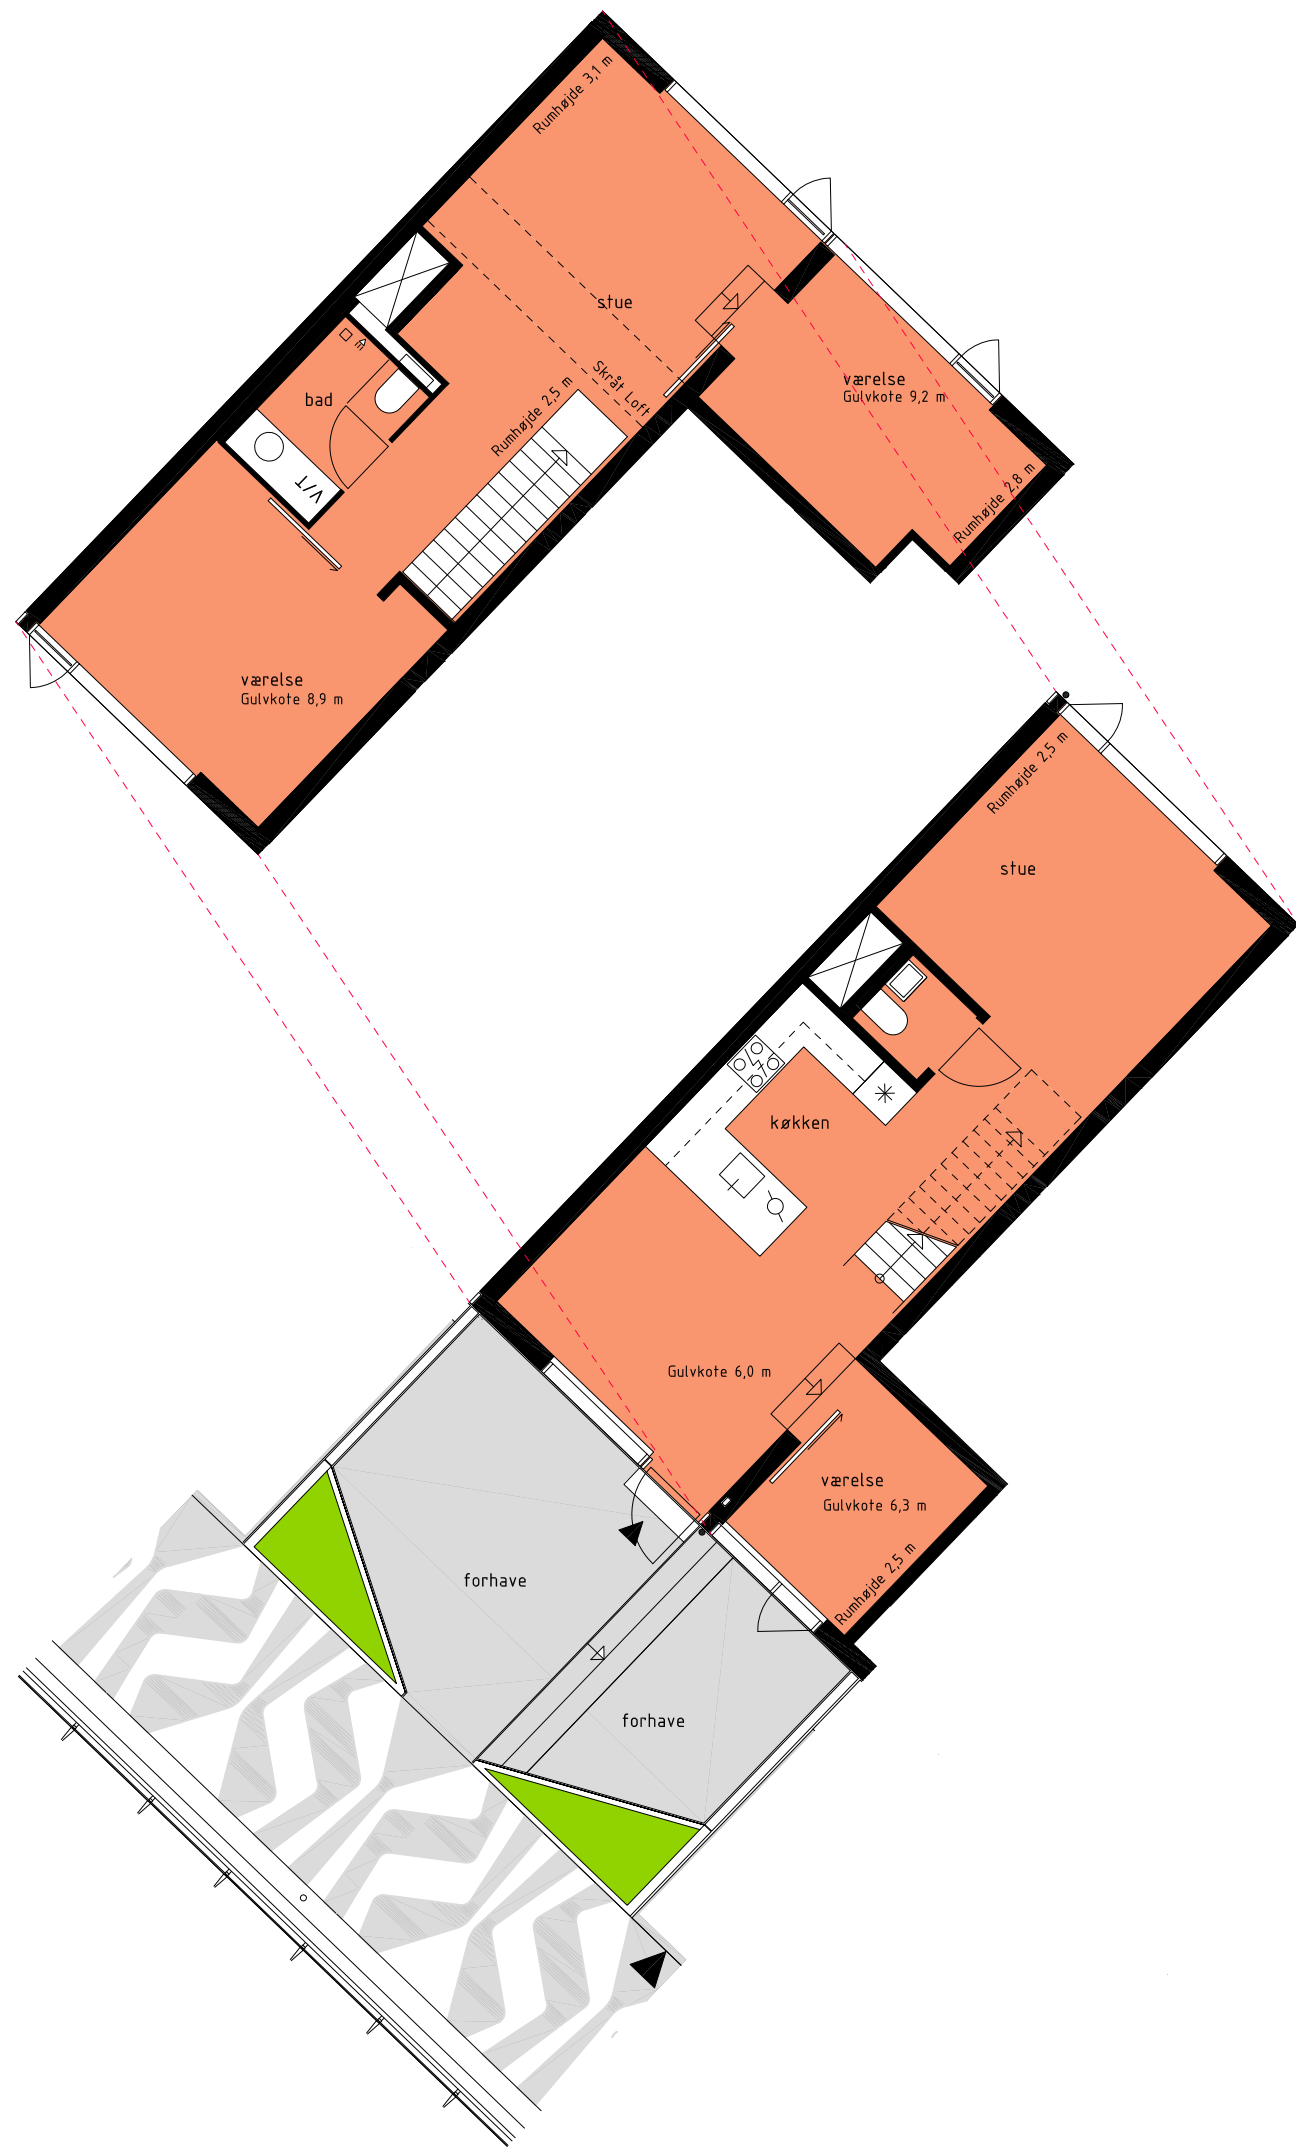 Rumhøjde 3,1 m
stue
Skråt Loft
værelse
Gulvkote 9,2 m
bad
Rumhøjde 2,5 m
V/T
Rumhøjde 2,8 m
værelse
Gulvkote 8,9 m
Rumhøjde 2,5 m
stue
køkken
Gulvkote 6,0 m
værelse
Gulvkote 6,3 m
Rumhøjde 2,5 m
forhave
forhave